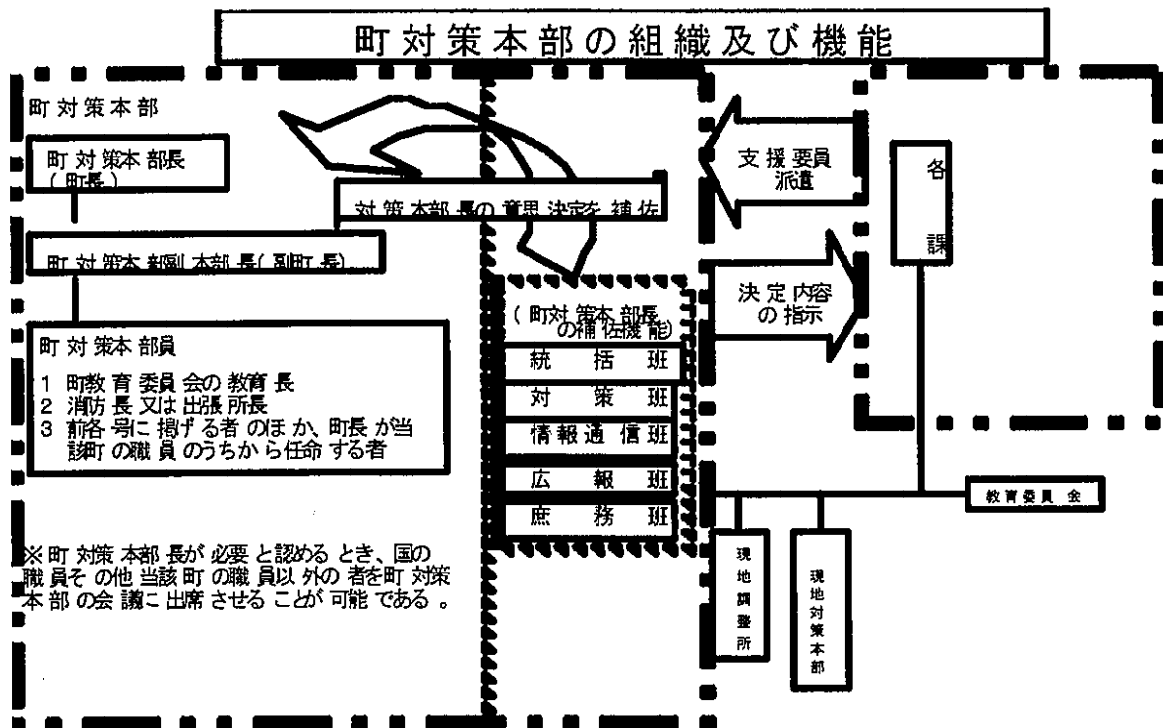 町対策本部の組織及び機能
町対策本部
町対策本部長
(町長)
対策本部長の意思決定を補佐
町対策本部副本部長(副町長)
町対策本部員
1 町教育委員会の教育長
2 消防長又は出張所長
3 前各号に掲げる者のほか、町長が当
該町の職員のうちから任命する者
※町対策本部長が必要と認めるとき、国の
職員その他当該町の職員以外の者を町対策
本部の会議に出席させることが可能である。
(町対策本部長
の補佐機能)
統括班
対策班
情報通信班
広報班
庶務班
支援要員
派遣
決定内容
の指示
各課
教育委員会
現地調整所
現地対策本部